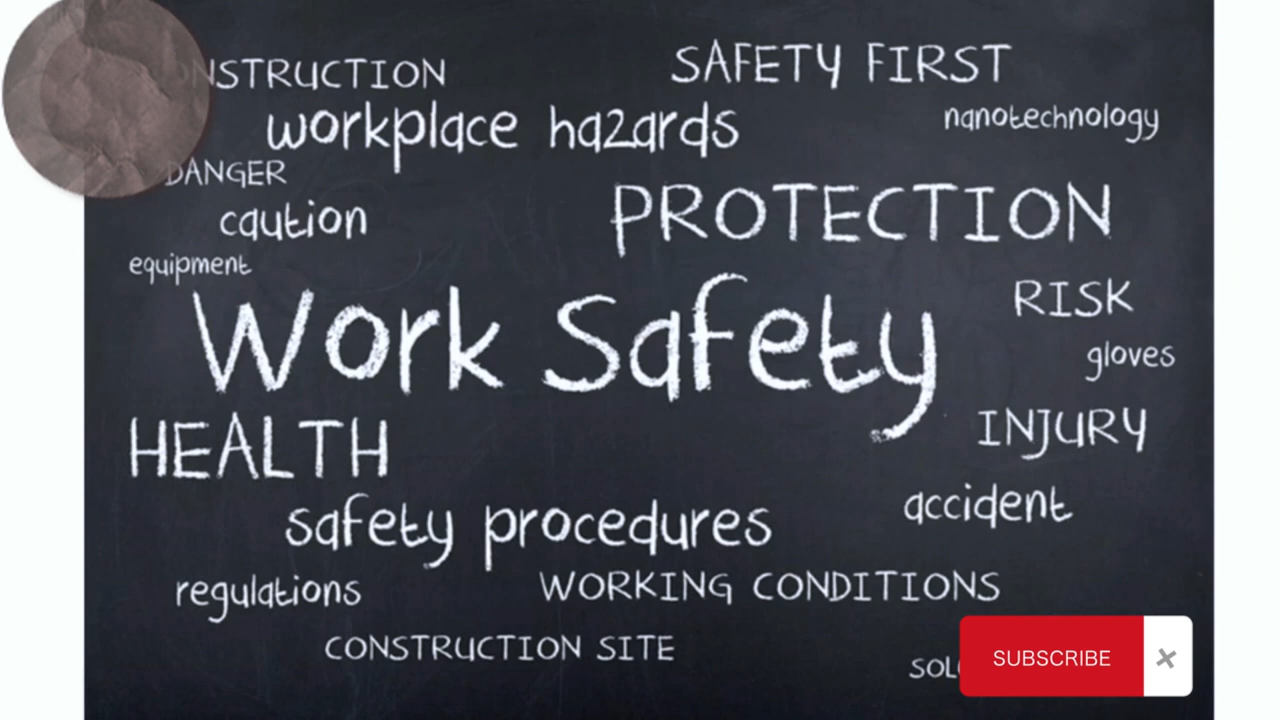 NSTRUCTION
SAFETY FIRST
workplace hazards
nanotechnology
DANGER
caution
PROTECTION
equipment
Work Safety
RISK
gloves
HEALTH
INJURY
safety procedures
accident
regulations
WORKING CONDITIONS
CONSTRUCTION SITE
SUBSCRIBE